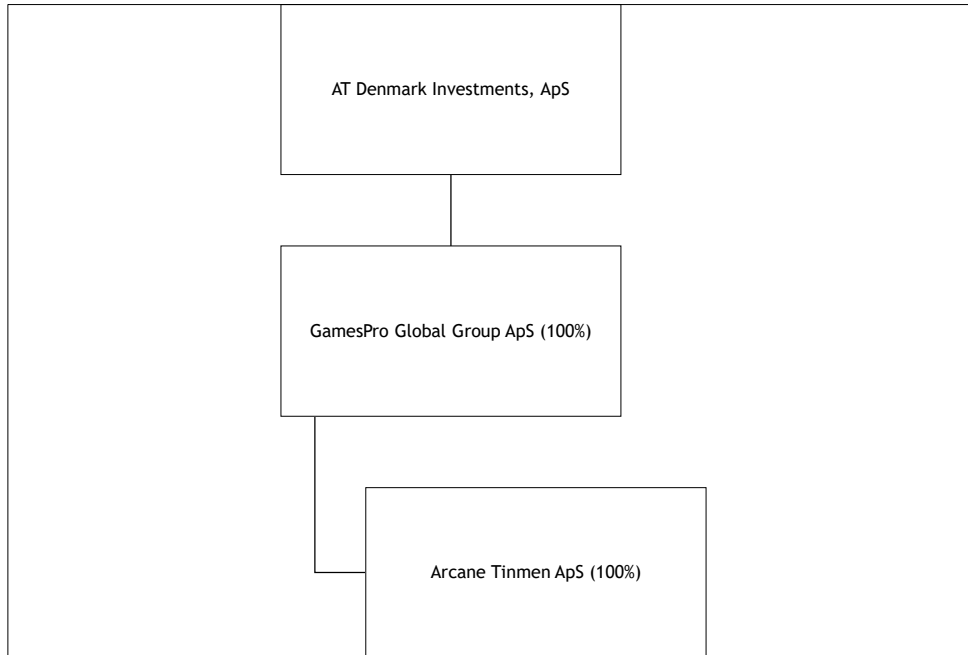 AT Denmark Investments, ApS
GamesPro Global Group ApS (100%)
Arcane Tinmen ApS (100%)